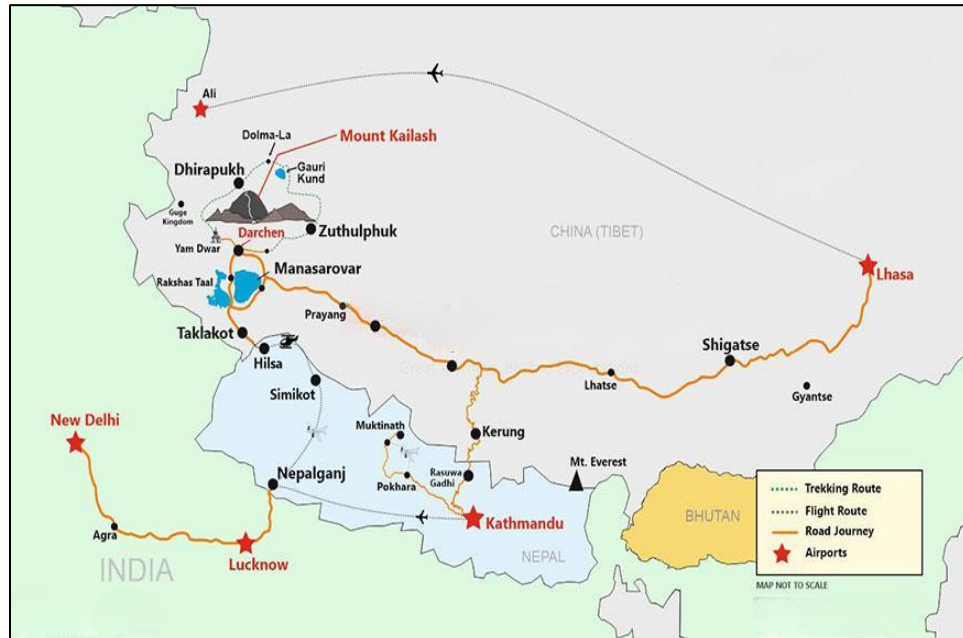 Ali
Dolma-La
Mount Kailash
Gauri
Kund
Dhirapukh
Guge
Kingdom
Zuthulphuk
CHINA (TIBET)
Darchen
Yam Dwar
Lhasa
Manasarovar
Rakshas Taal
Prayang
Taklakot
Hilsa
Shigatse
Lhatse
Gyantse
Simikot
New Delhi
Muktinath
Kerung
Nepalganj
Pokhara
Rasuwa
Gadhi
Mt. Everest
Agra
Kathmandu
BHUTAN
INDIA
Lucknow
NEPAL
Trekking Route
Flight Route
Road Journey
Airports
MAP NOT TO SCALE